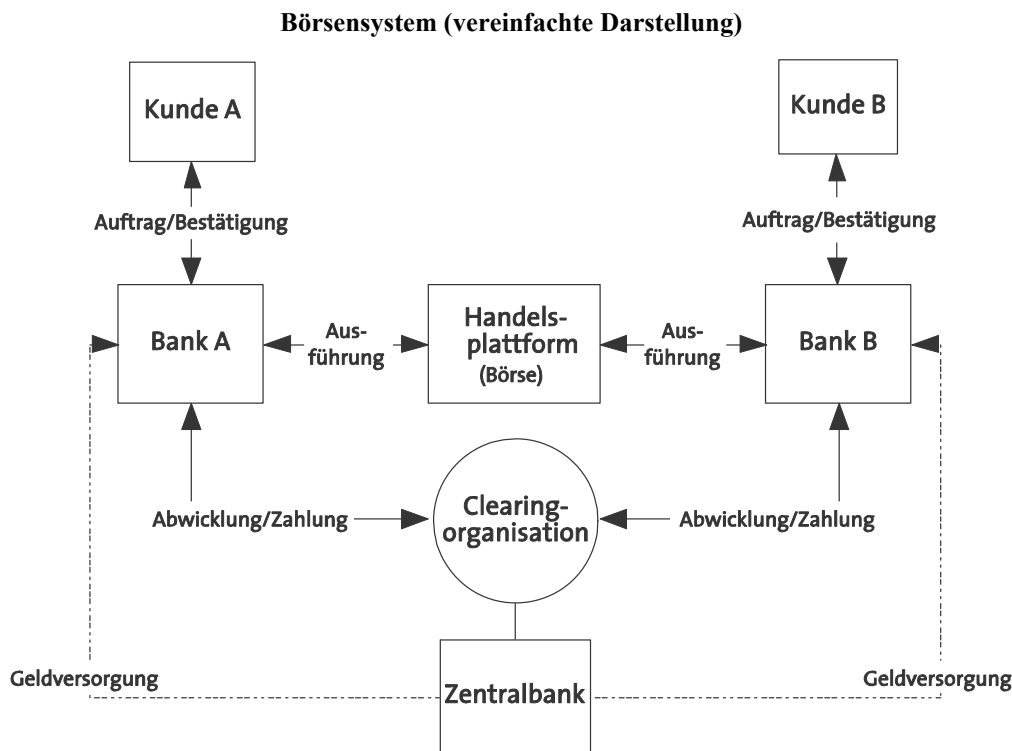 Börsensystem (vereinfachte Darstellung)
Kunde A
Kunde B
Auftrag/Bestätigung
Auftrag/Bestätigung
Bank A
Aus-
führung
Handels-
plattform
(Börse)
Aus-
führung
Bank B
Abwicklung/Zahlung
Clearing-
organisation
Abwicklung/Zahlung
Geldversorgung
Zentralbank
Geldversorgung